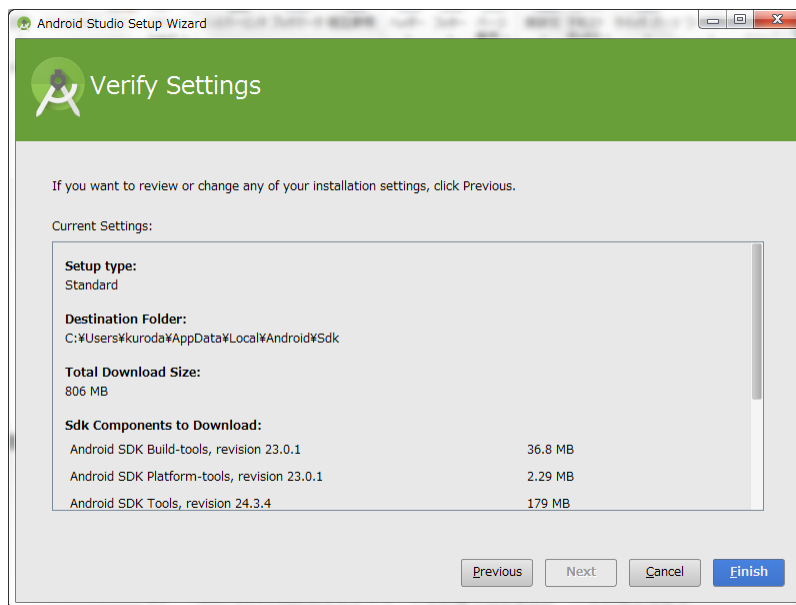 Android Studio Setup Wizard
Verify Settings
If you want to review or change any of your installation settings, click Previous.
Current Settings:
Setup type:
Standard
Destination Folder:
C:¥Users¥kuroda¥AppData¥Local¥Android¥Sdk
Total Download Size:
806 MB
Sdk Components to Download:
Android SDK Build-tools, revision 23.0.1 36.8 MB
Android SDK Platform-tools, revision 23.0.1 2.29 MB
Android SDK Tools, revision 24.3.4 179 MB
Previous Next Cancel Finish